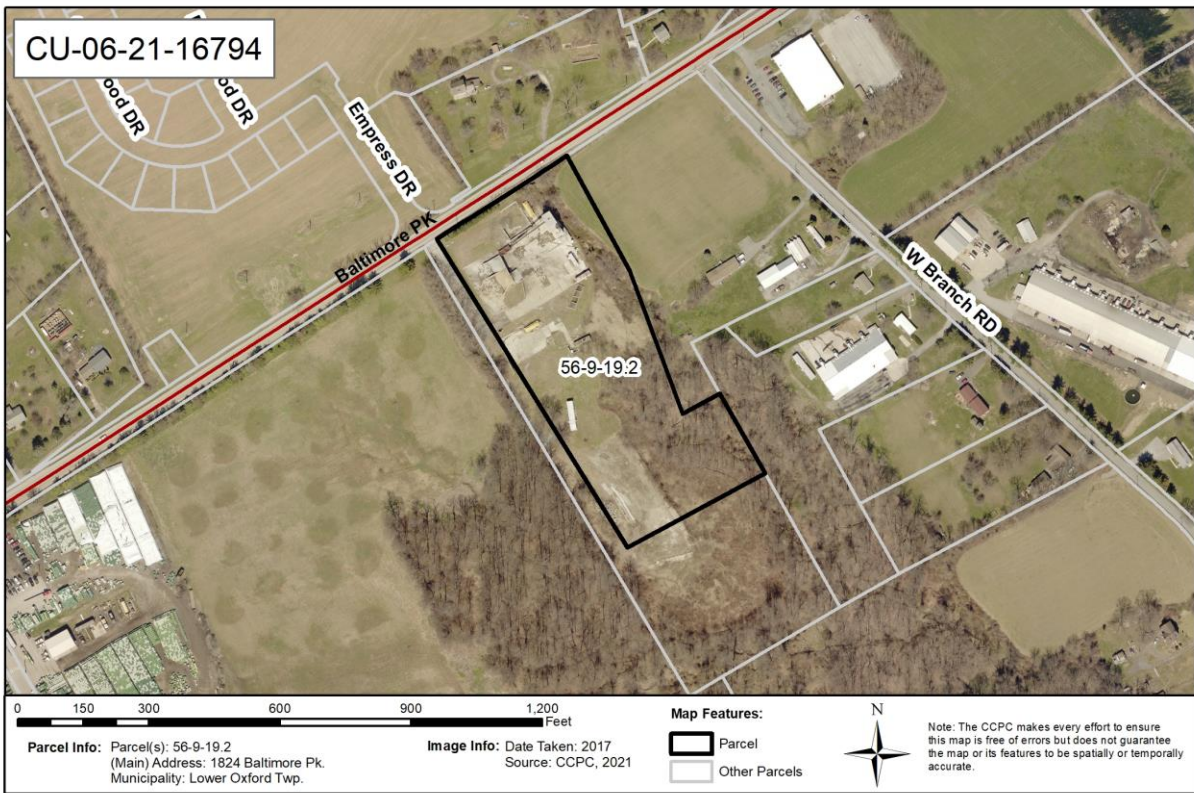 CU-06-21-16794
ood DR
ood DR
Empress DR
Baltimore PK
W Branch RD
56-9-19.2
0 150 300 600 900 1,200
Feet
Parcel Info: Parcel(s): 56-9-19.2
(Main) Address: 1824 Baltimore Pk.
Municipality: Lower Oxford Twp.
Image Info: Date Taken: 2017
Source: CCPC, 2021
Map Features:
Parcel
Other Parcels
N
Note: The CCPC makes every effort to ensure
this map is free of errors but does not guarantee
the map or its features to be spatially or temporally
accurate.